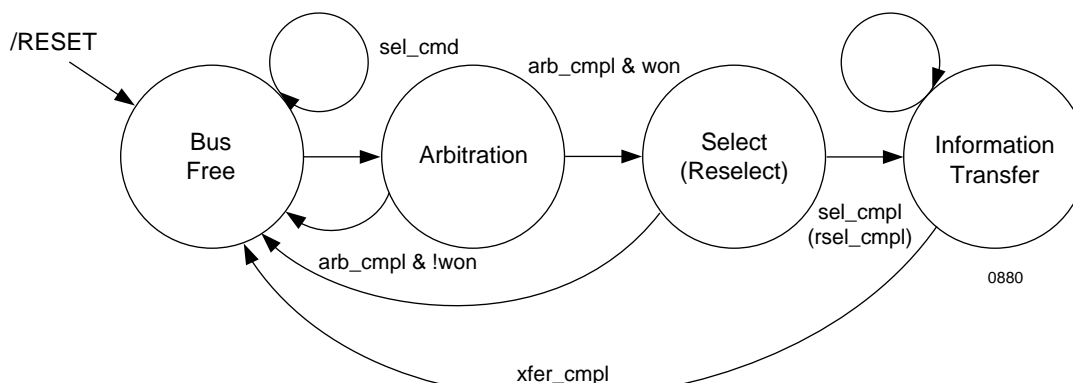 /RESET
sel_cmd
arb_cmpl & won
Bus
Free
Arbitration
Select
(Reselect)
Information
Transfer
sel_cmpl
(rsel_cmpl)
arb_cmpl & !won
0880
xfer_cmpl